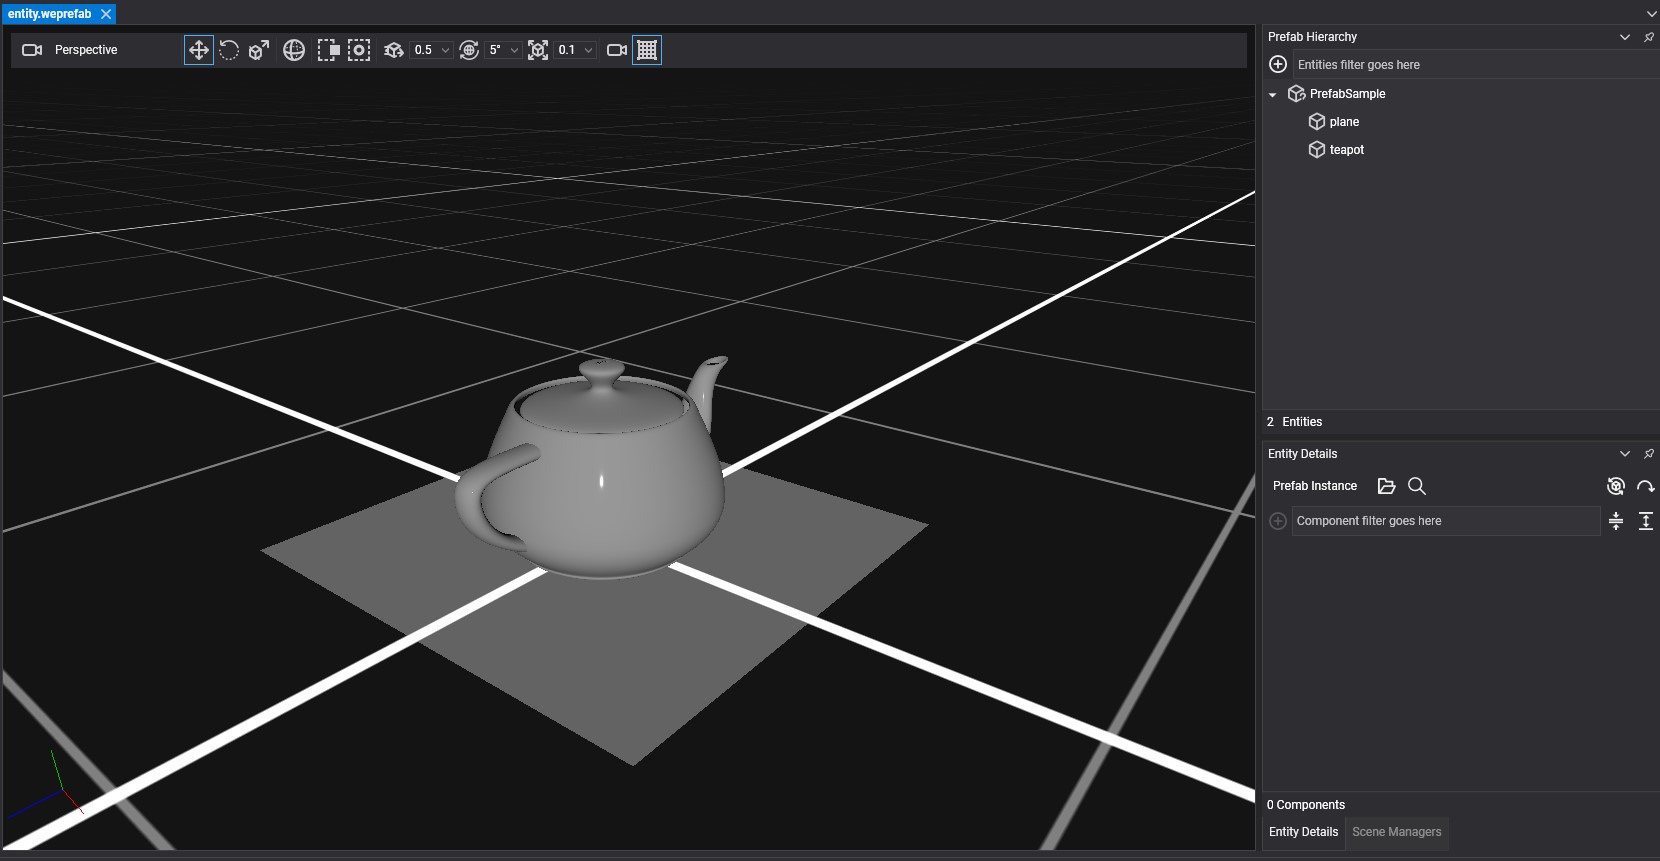 entity.weprefab
Perspective
0.5
5°
0.1
Prefab Hierarchy
Entities filter goes here
PrefabSample
plane
teapot
2 Entities
Entity Details
Prefab Instance
Component filter goes here
0 Components
Entity Details
Scene Managers